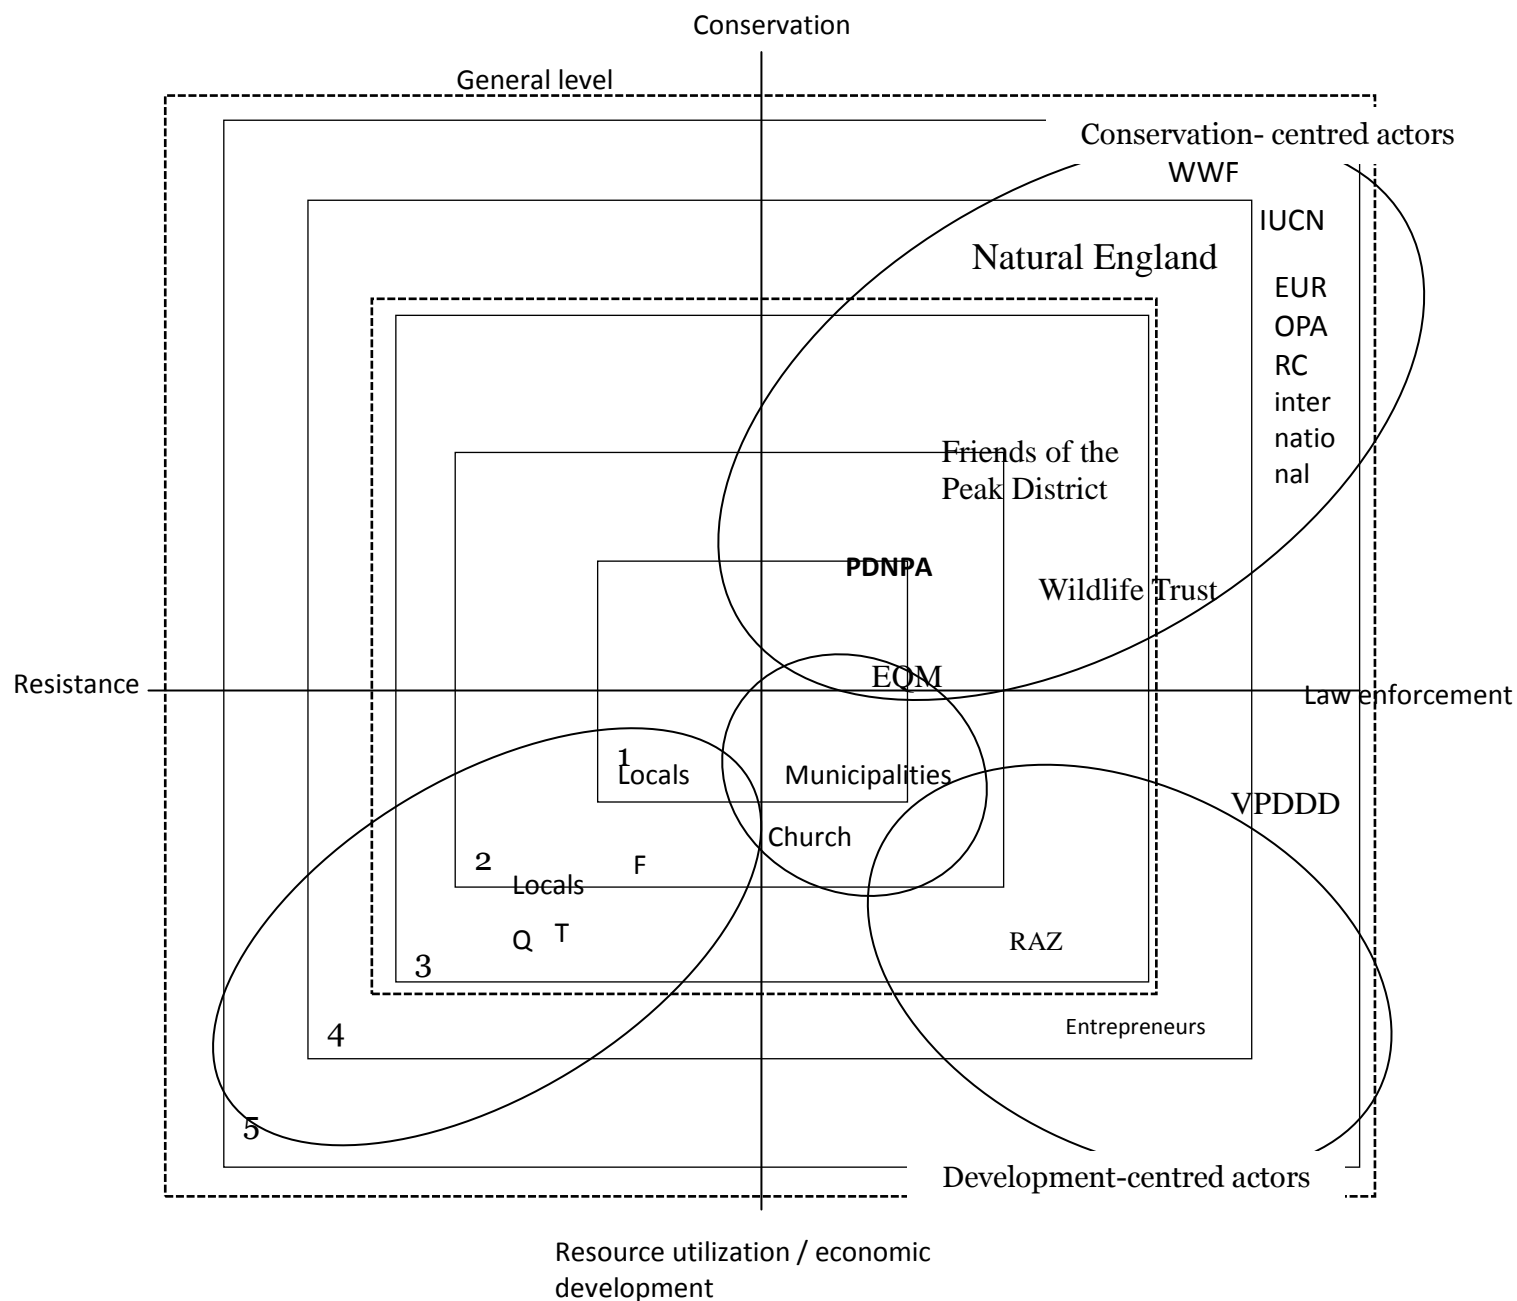 Conservation
General level
Conservation- centred actors
WWF
IUCN
Natural England
EUR
OPA
RC
inter
natio
nal
Friends of the
Peak District
PDNPA
Wildlife Trust
EQM
Resistance
Law enforcement
1
Locals
Municipalities
VPDDD
Church
2
F
Locals
Q
T
RAZ
3
Entrepreneurs
4
5
Development-centred actors
Resource utilization / economic
development